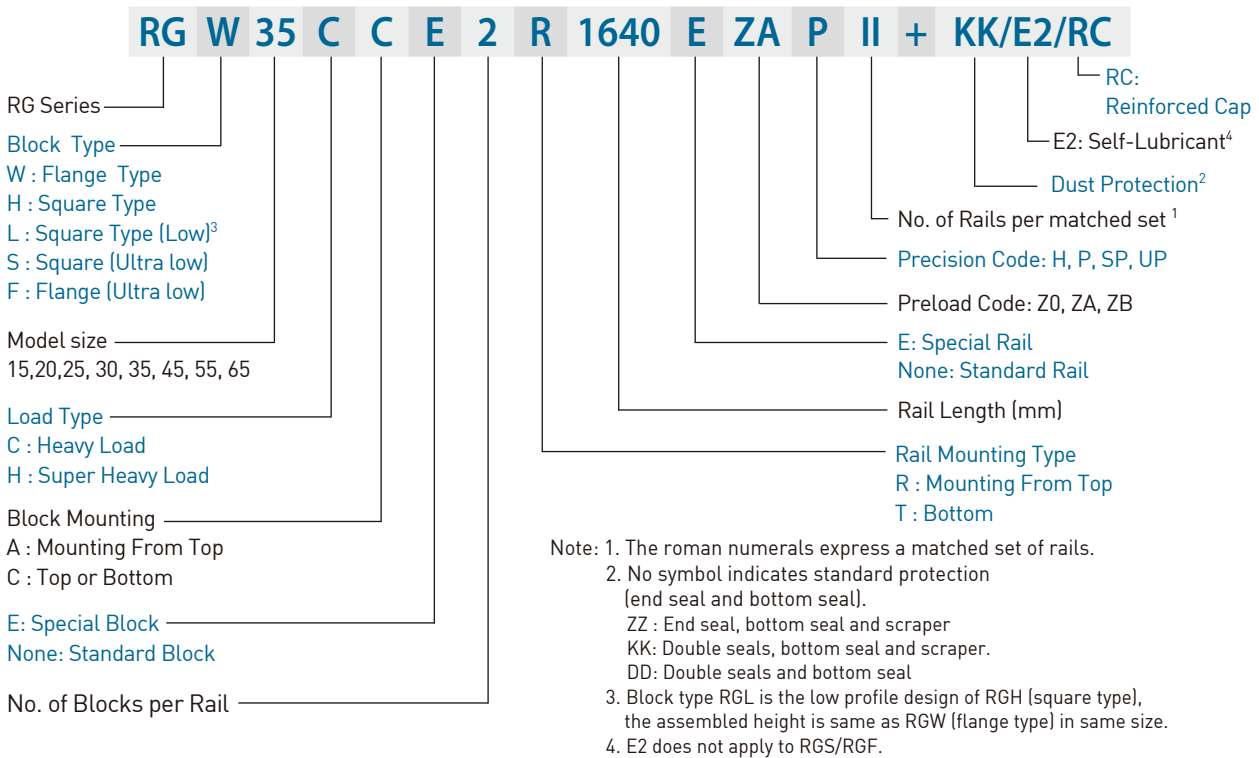 RG W 35 C C E 2 R 1640 E ZA P II + KK/E2/RC
RG Series
Block Type
W : Flange Type
H : Square Type
L : Square Type (Low)3
S : Square (Ultra low)
F : Flange (Ultra low)
Model size
15,20,25, 30, 35, 45, 55, 65
Load Type
C : Heavy Load
H : Super Heavy Load
Block Mounting
A : Mounting From Top
C : Top or Bottom
E: Special Block
None: Standard Block
No. of Blocks per Rail
RC:
Reinforced Cap
E2: Self-Lubricant4
Dust Protection2
No. of Rails per matched set 1
Precision Code: H, P, SP, UP
Preload Code: Z0, ZA, ZB
E: Special Rail
None: Standard Rail
Rail Length (mm)
Rail Mounting Type
R : Mounting From Top
T : Bottom
Note: 1. The roman numerals express a matched set of rails.
2. No symbol indicates standard protection
(end seal and bottom seal).
ZZ : End seal, bottom seal and scraper
KK: Double seals, bottom seal and scraper.
DD: Double seals and bottom seal
3. Block type RGL is the low profile design of RGH (square type),
the assembled height is same as RGW (flange type) in same size.
4. E2 does not apply to RGS/RGF.